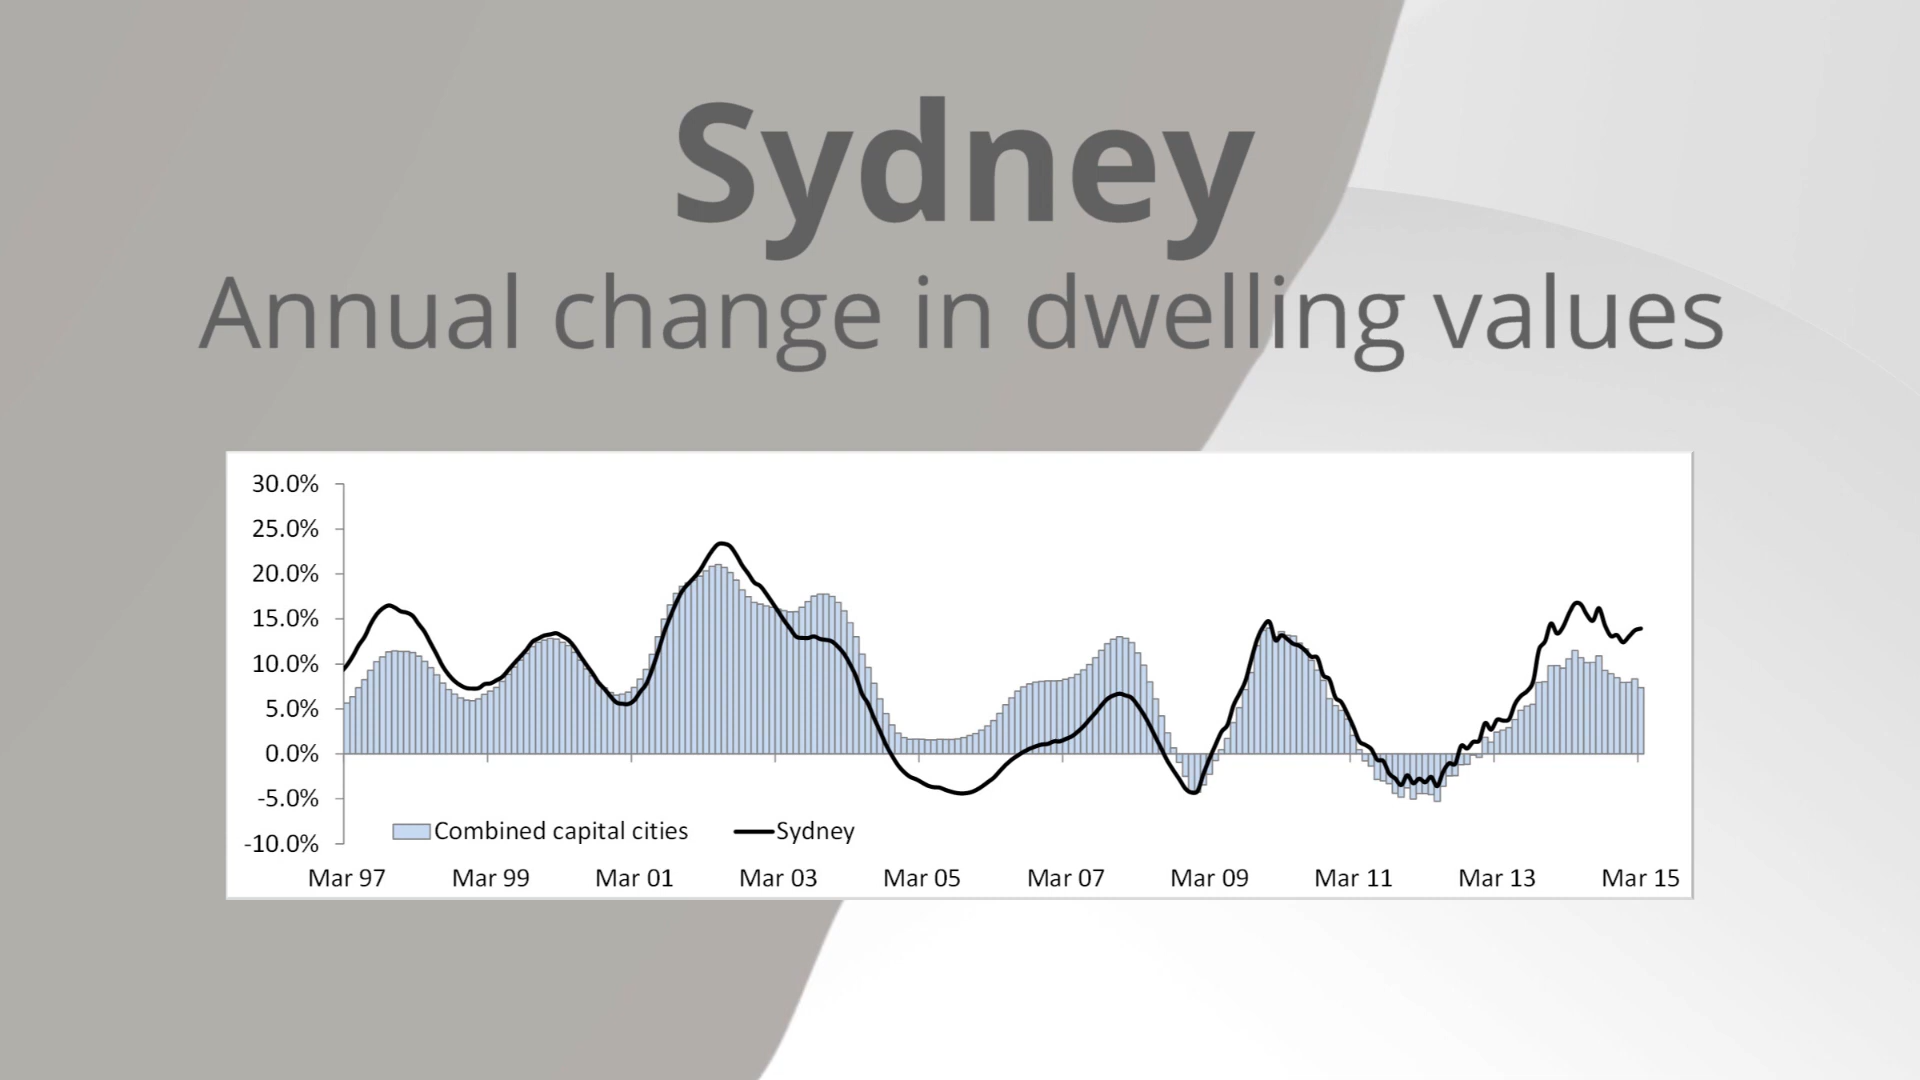 Sydney
Annual change in dwelling values
30.0%
25.0%
20.0%
15.0%
10.0%
5.0%
0.0%
-5.0%
-10.0%
Combined capital cities Sydney
Mar 97 Mar 99 Mar 01 Mar 03 Mar 05 Mar 07 Mar 09 Mar 11 Mar 13 Mar 15